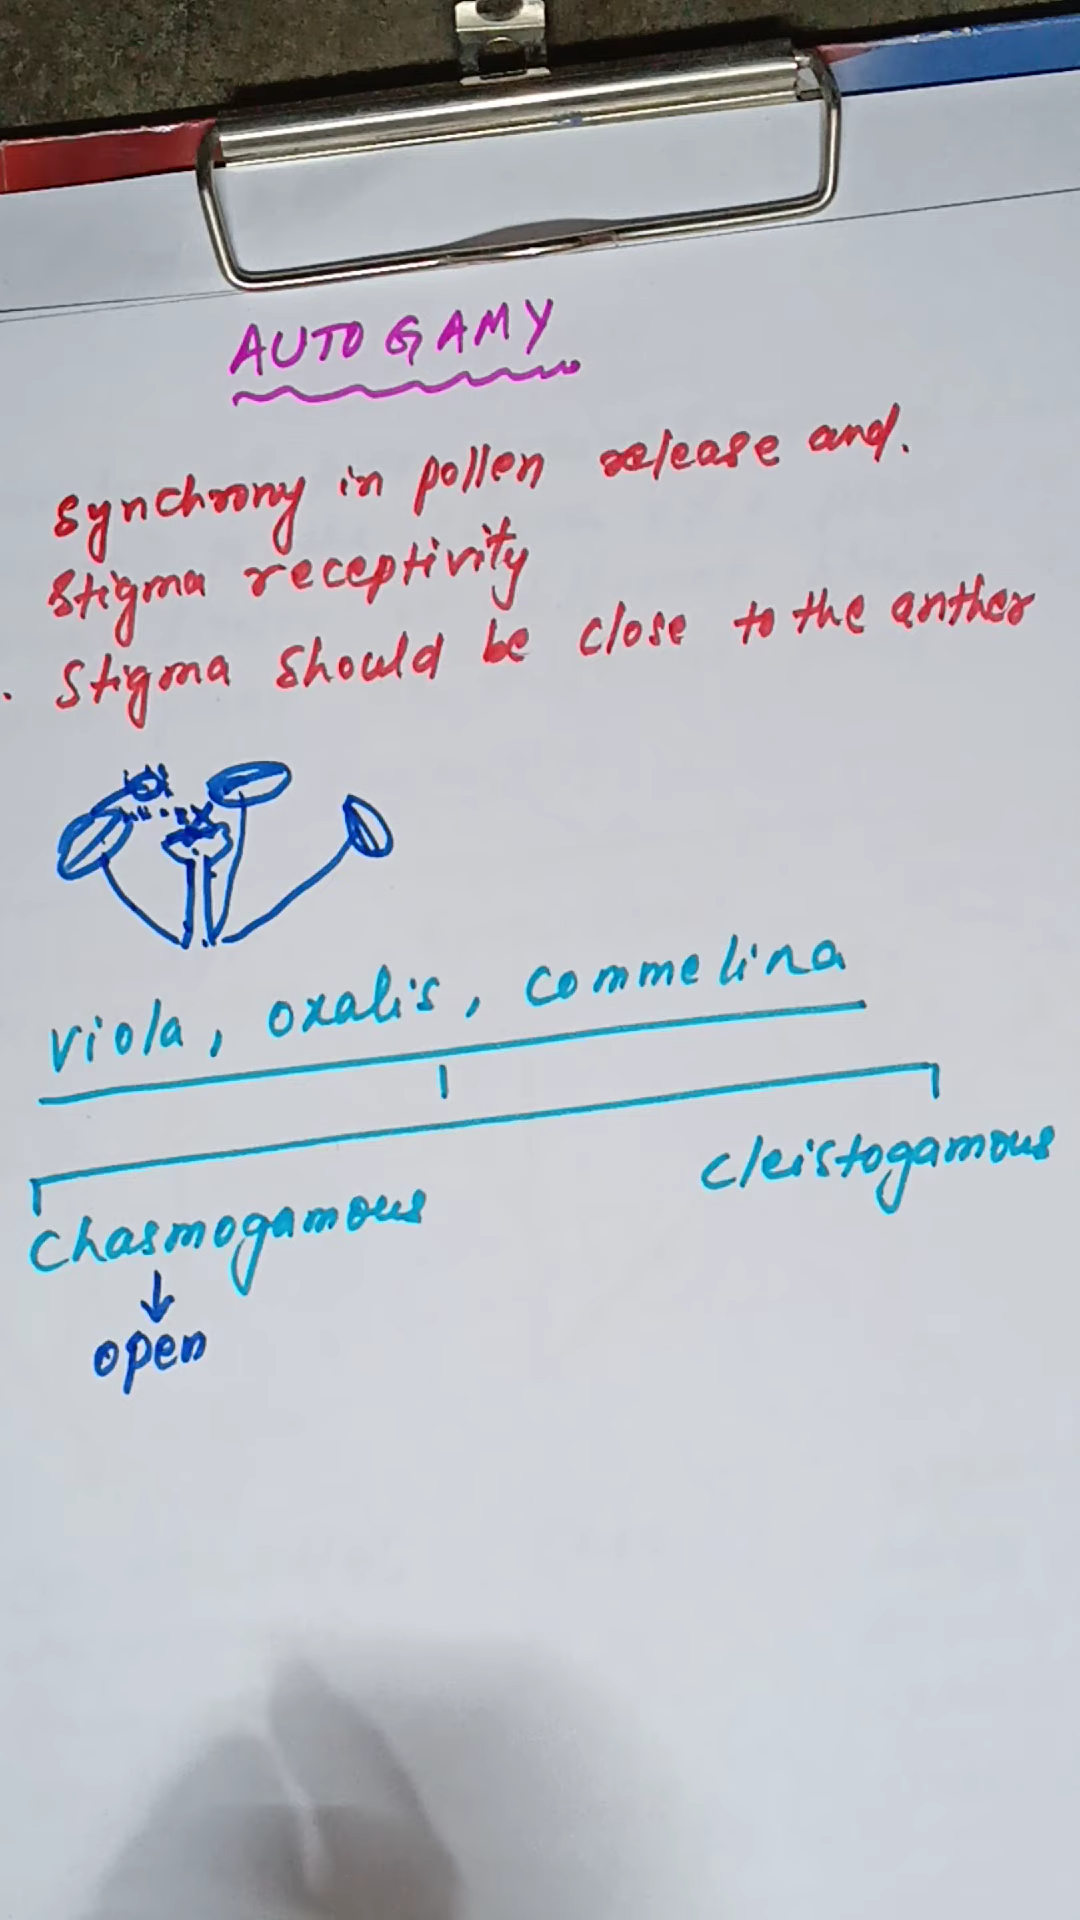 AUTOGAMY
Synchrony in pollen release and.
Stigma receptivity
. Stigma Should be close to the anther
viola, oxalis, commelina
Chasmogamous
cleistogamous
open